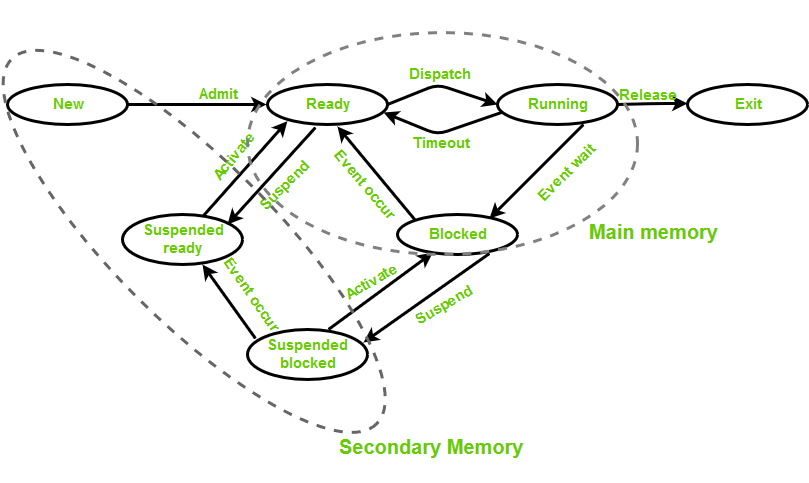 Dispatch
Admit
Release
New
Ready
Running
Exit
Timeout
Activate
Suspend
Event occur
Event wait
Suspended
ready
Blocked
Main memory
Event occur
Activate
Suspend
Suspended
blocked
Secondary Memory